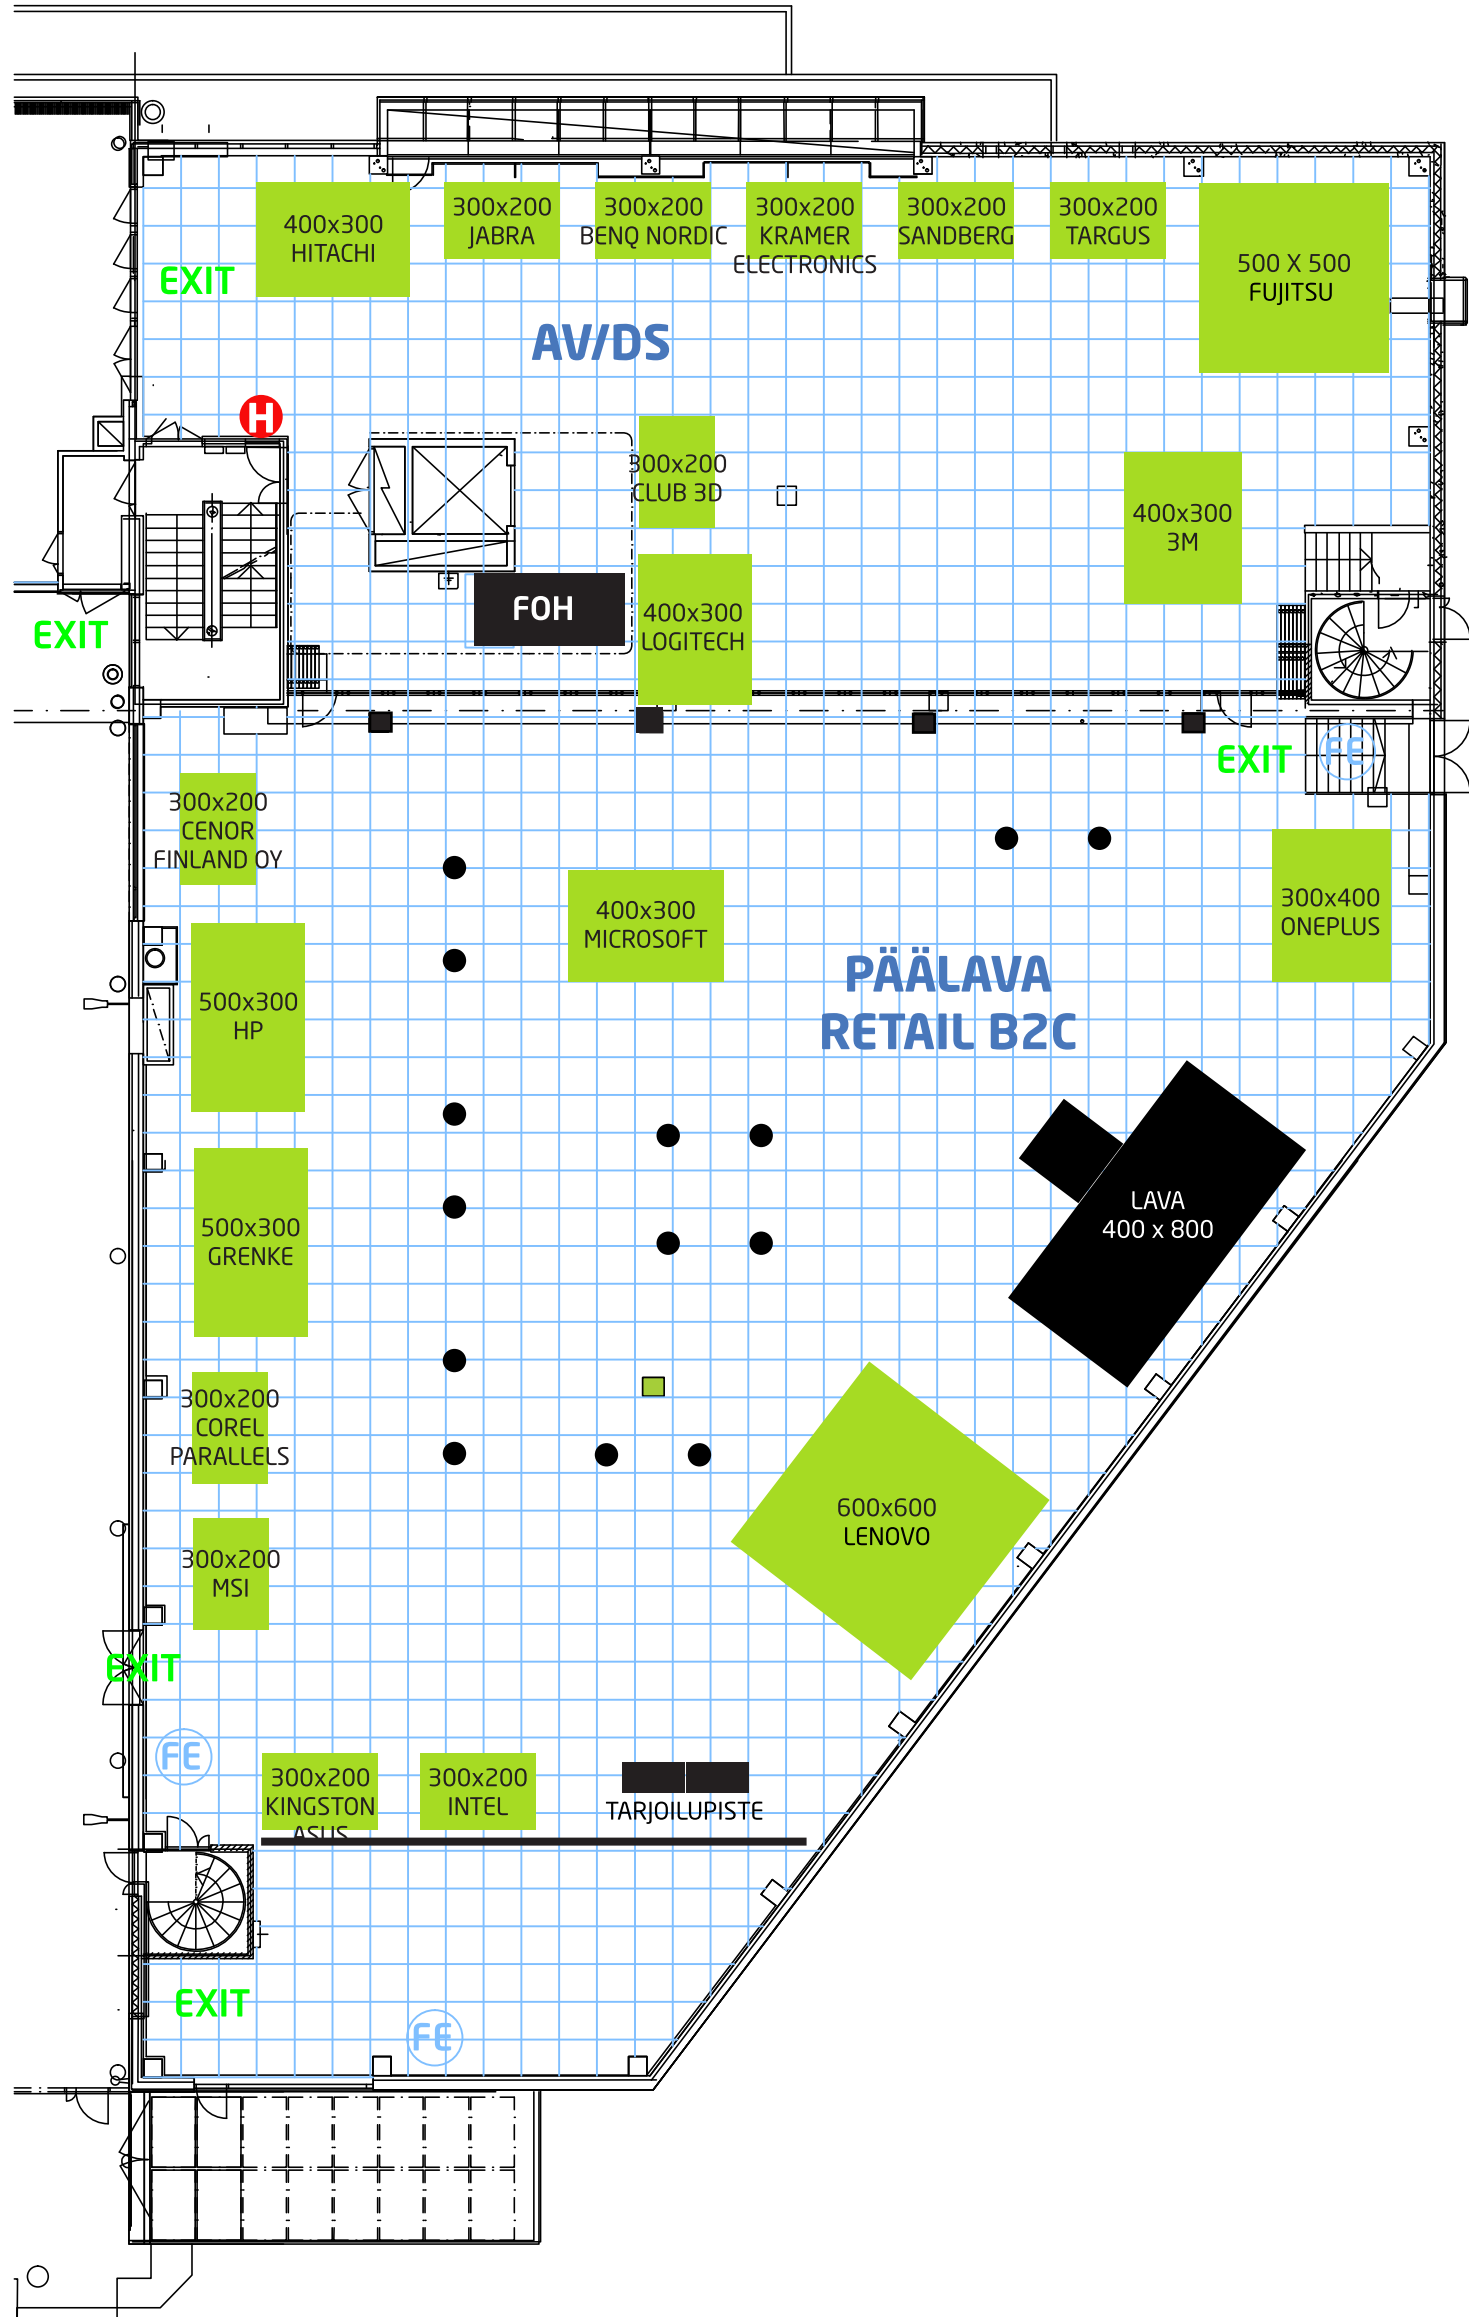 400x300
HITACHI
300x200
JABRA
300x200
BENQ NORDIC
300x200
KRAMER
ELECTRONICS
300x200
SANDBERG
300x200
TARGUS
500 X 500
FUJITSU
EXIT
AV/DS
H
300x200
CLUB 3D
400x300
3M
FOH
400x300
LOGITECH
EXIT
EXIT
FE
300x200
CENOR
FINLAND OY
400x300
MICROSOFT
300x400
ONEPLUS
PÄÄLAVA
RETAIL B2C
500x300
HP
LAVA
400 x 800
500x300
GRENKE
300x200
COREL
PARALLELS
600x600
LENOVO
300x200
MSI
EXIT
FE
300x200
KINGSTON
ASUS
300x200
INTEL
TARJOILUPISTE
EXIT
FE